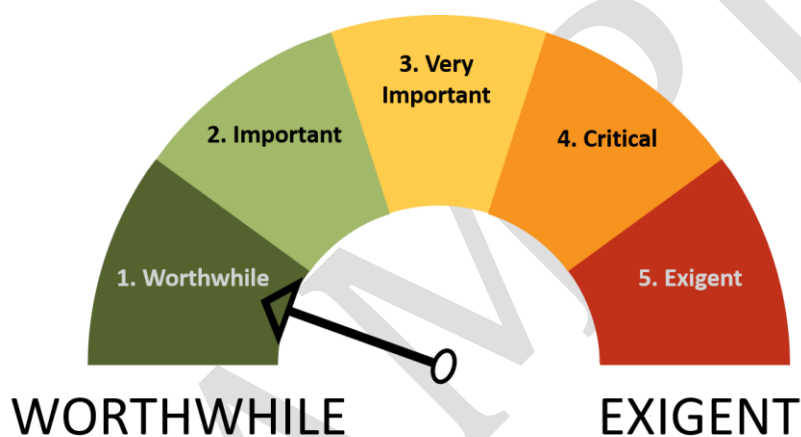 3. Very
Important
2. Important
4. Critical
1. Worthwhile
5. Exigent
WORTHWHILE
EXIGENT